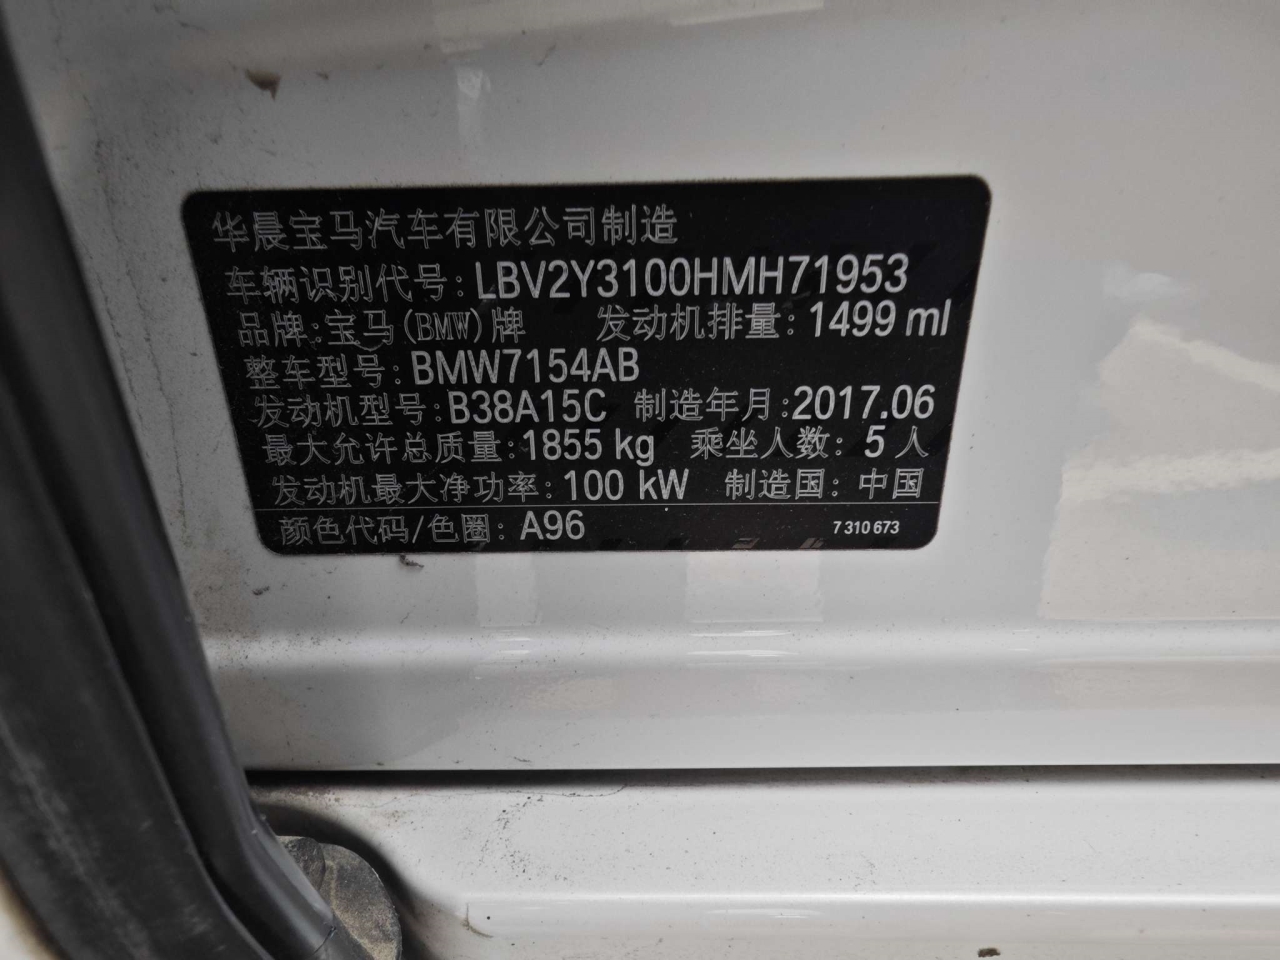 华晨宝马汽车有限公司制造
车辆识别代号: LBV2Y3100HMH71953
品牌: 宝马(BMW)牌 发动机排量: 1499 ml
整车型号: BMW7154AB
发动机型号: B38A15C 制造年月: 2017.06
最大允许总质量: 1855 kg 乘坐人数: 5 人
发动机最大净功率: 100 kW 制造国: 中国
颜色代码/色圈: A96 7 310 673